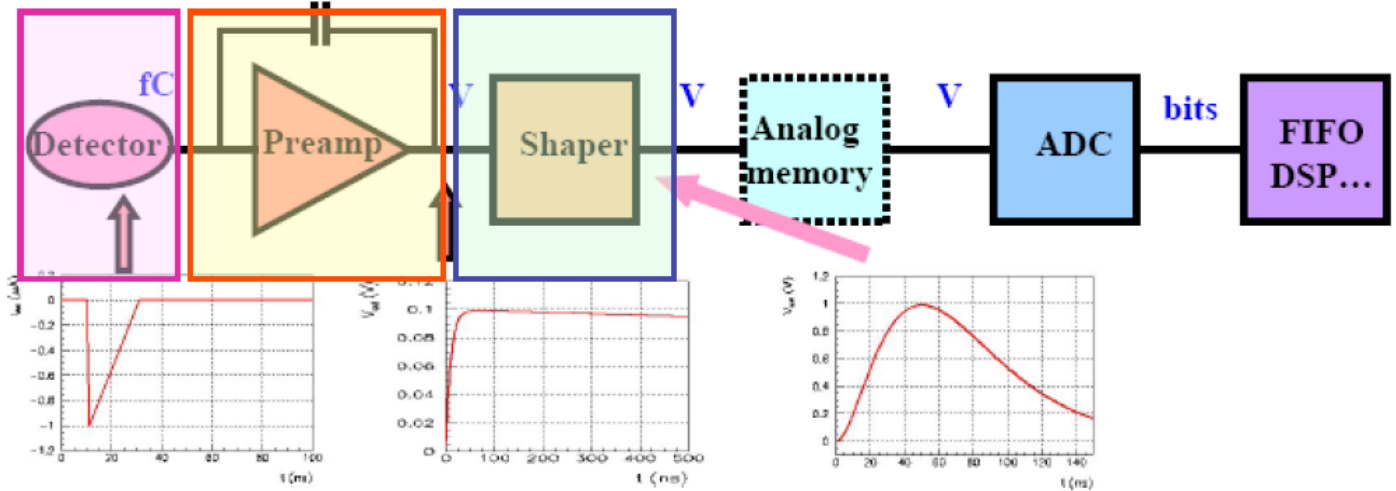 fC
V
V
V
bits
Detector
Preamp
Shaper
Analog
memory
ADC
FIFO
DSP…
0
-0.2
-0.4
-0.6
-0.8
-1
-1.2
0
20
40
60
80
100
t (ns)
V
(V)
0.12
0.1
0.08
0.06
0.04
0.02
0
0
100
200
300
400
500
t (ns)
(V)
1.2
1
0.8
0.6
0.4
0.2
0
0
20
40
60
80
100
120
140
t (ns)